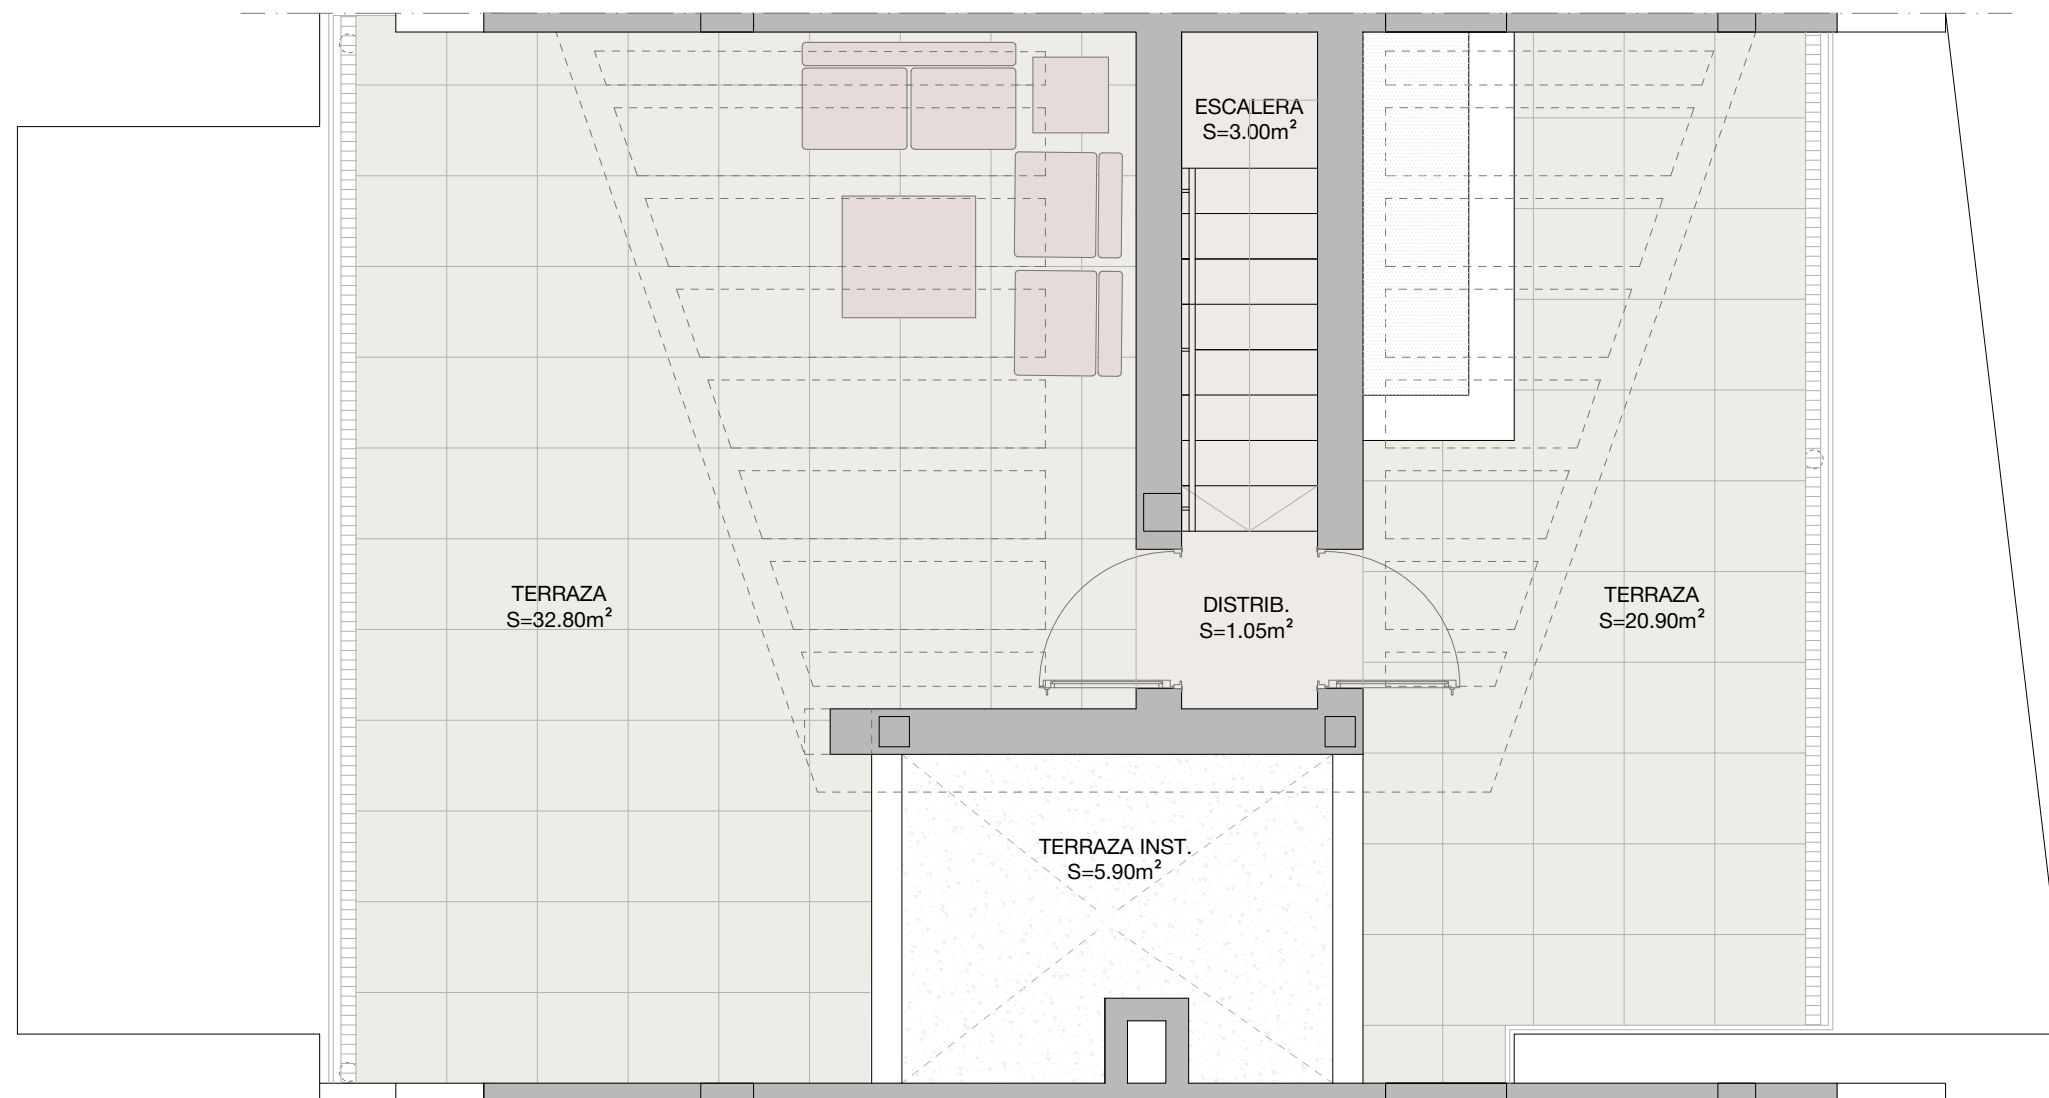 ESCALERA
S=3.00m²
TERRAZA
S=32.80m²
DISTRIB.
S=1.05m²
TERRAZA
S=20.90m²
TERRAZA INST.
S=5.90m²